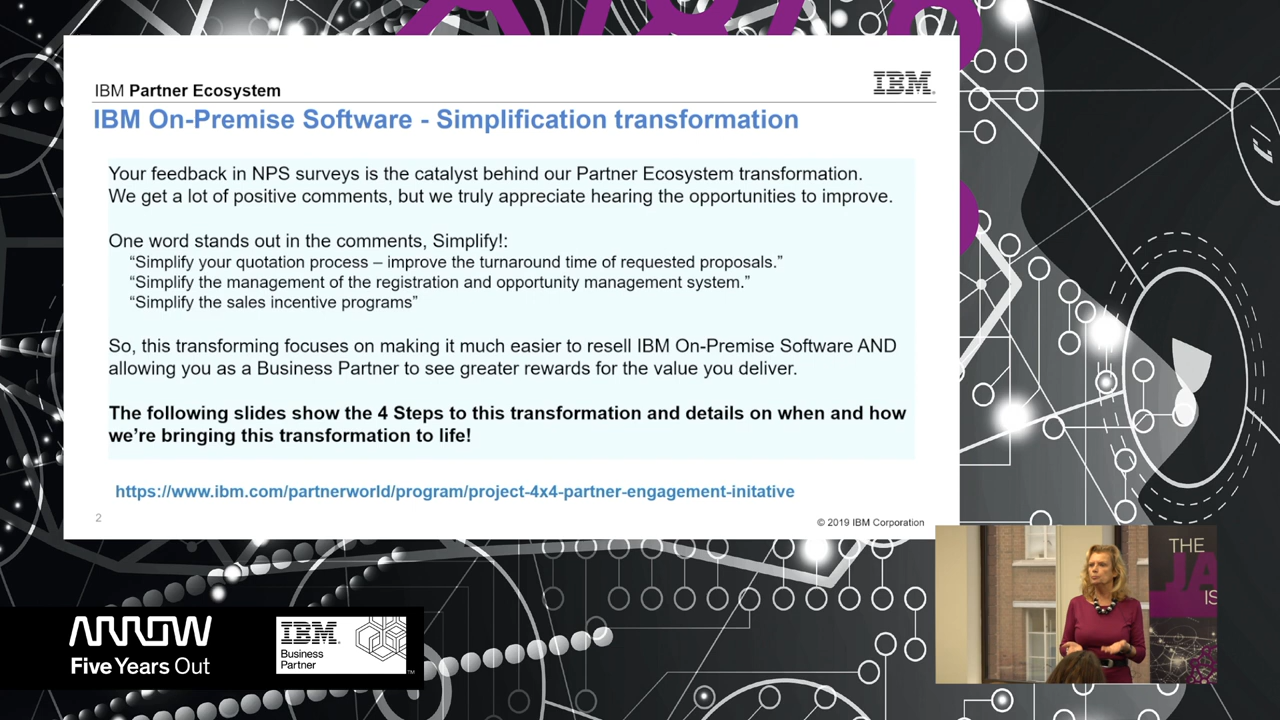 IBM Partner Ecosystem
IBM.
IBM On-Premise Software - Simplification transformation
Your feedback in NPS surveys is the catalyst behind our Partner Ecosystem transformation.
We get a lot of positive comments, but we truly appreciate hearing the opportunities to improve.
One word stands out in the comments, Simplify!:
“Simplify your quotation process – improve the turnaround time of requested proposals.”
“Simplify the management of the registration and opportunity management system.”
“Simplify the sales incentive programs”
So, this transforming focuses on making it much easier to resell IBM On-Premise Software AND
allowing you as a Business Partner to see greater rewards for the value you deliver.
The following slides show the 4 Steps to this transformation and details on when and how
we’re bringing this transformation to life!
https://www.ibm.com/partnerworld/program/project-4x4-partner-engagement-initative
2
© 2019 IBM Corporation
THE
JA
IS
ARROW
Five Years Out
IBM
Business
Partner
™